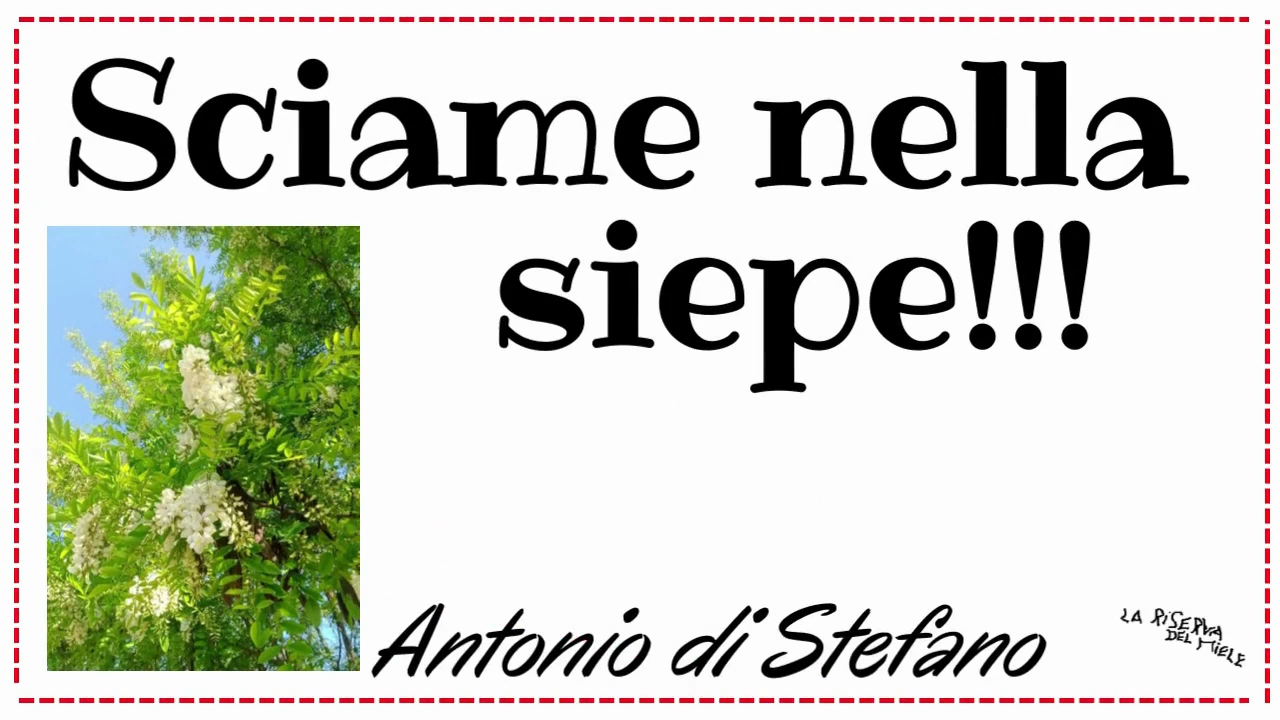 Sciame nella
siepe!!!
Antonio di Stefano
LA RISERVA
DEL MIELE